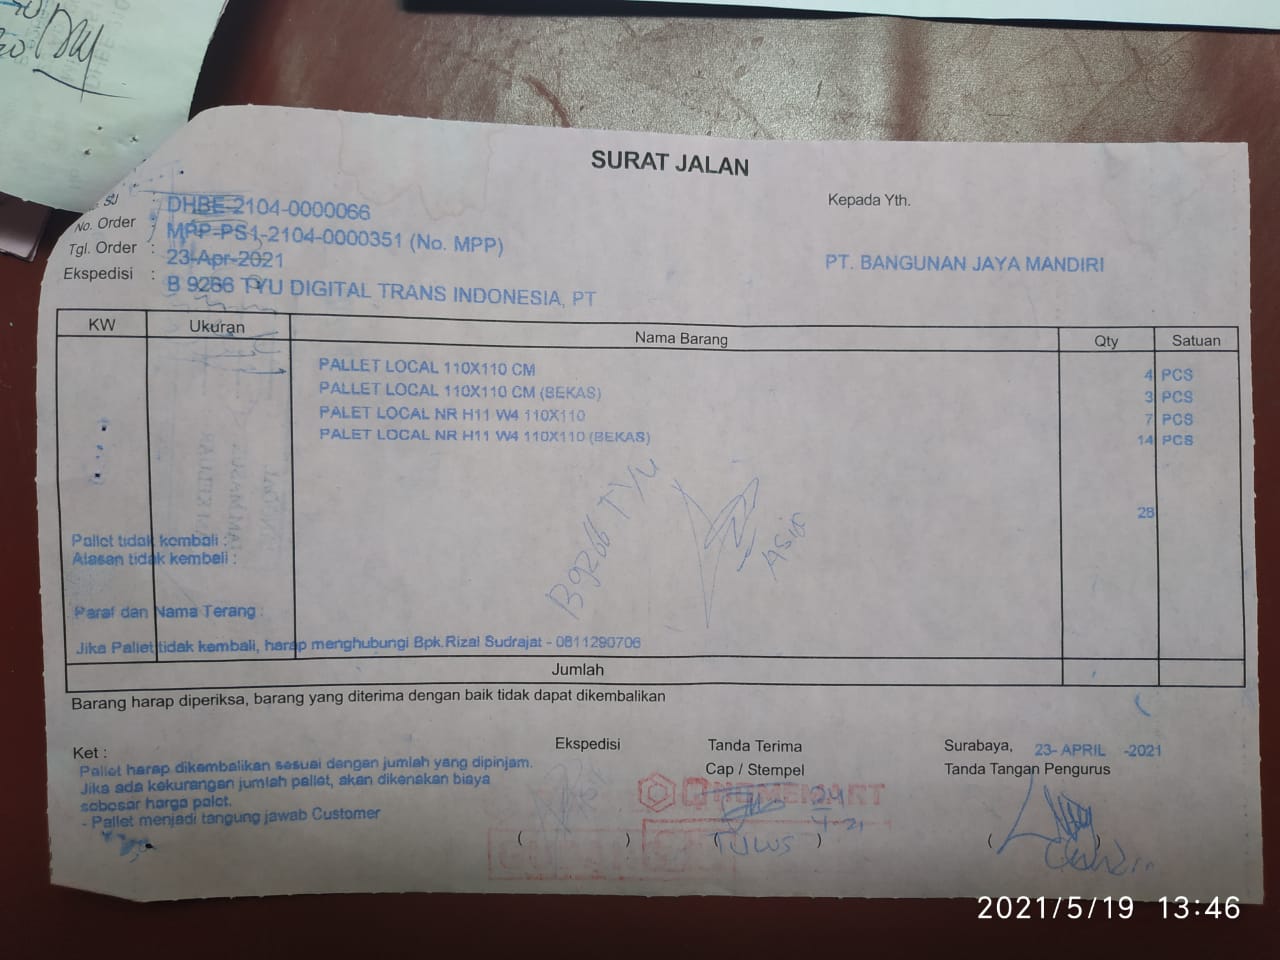 SURAT JALAN
SJ : DHBE-2104-0000066
No. Order : MPP-PS1-2104-0000351 (No. MPP)
Tgl. Order : 23-Apr-2021
Ekspedisi : B 9266 TYU DIGITAL TRANS INDONESIA, PT
Kepada Yth.
PT. BANGUNAN JAYA MANDIRI
KW Ukuran Nama Barang Qty Satuan
PALLET LOCAL 110X110 CM 4 PCS
PALLET LOCAL 110X110 CM (BEKAS) 3 PCS
PALET LOCAL NR H11 W4 110X110 7 PCS
PALET LOCAL NR H11 W4 110X110 (BEKAS) 14 PCS
28
B 9266 TYU
Pallet tidak kembali :
Alasan tidak kembali :
Paraf dan Nama Terang :
Jika Pallet tidak kembali, harap menghubungi Bpk.Rizal Sudrajat - 0811290706
Jumlah
Barang harap diperiksa, barang yang diterima dengan baik tidak dapat dikembalikan
Ket :
Pallet harap dikembalikan sesuai dengan jumlah yang dipinjam.
Jika ada kekurangan jumlah pallet, akan dikenakan biaya
sebesar harga palet.
- Pallet menjadi tangung jawab Customer
Ekspedisi
( )
Tanda Terima
Cap / Stempel
QHOMEMART
24
4-21
( TULUS )
Surabaya, 23- APRIL -2021
Tanda Tangan Pengurus
(
2021/5/19 13:46